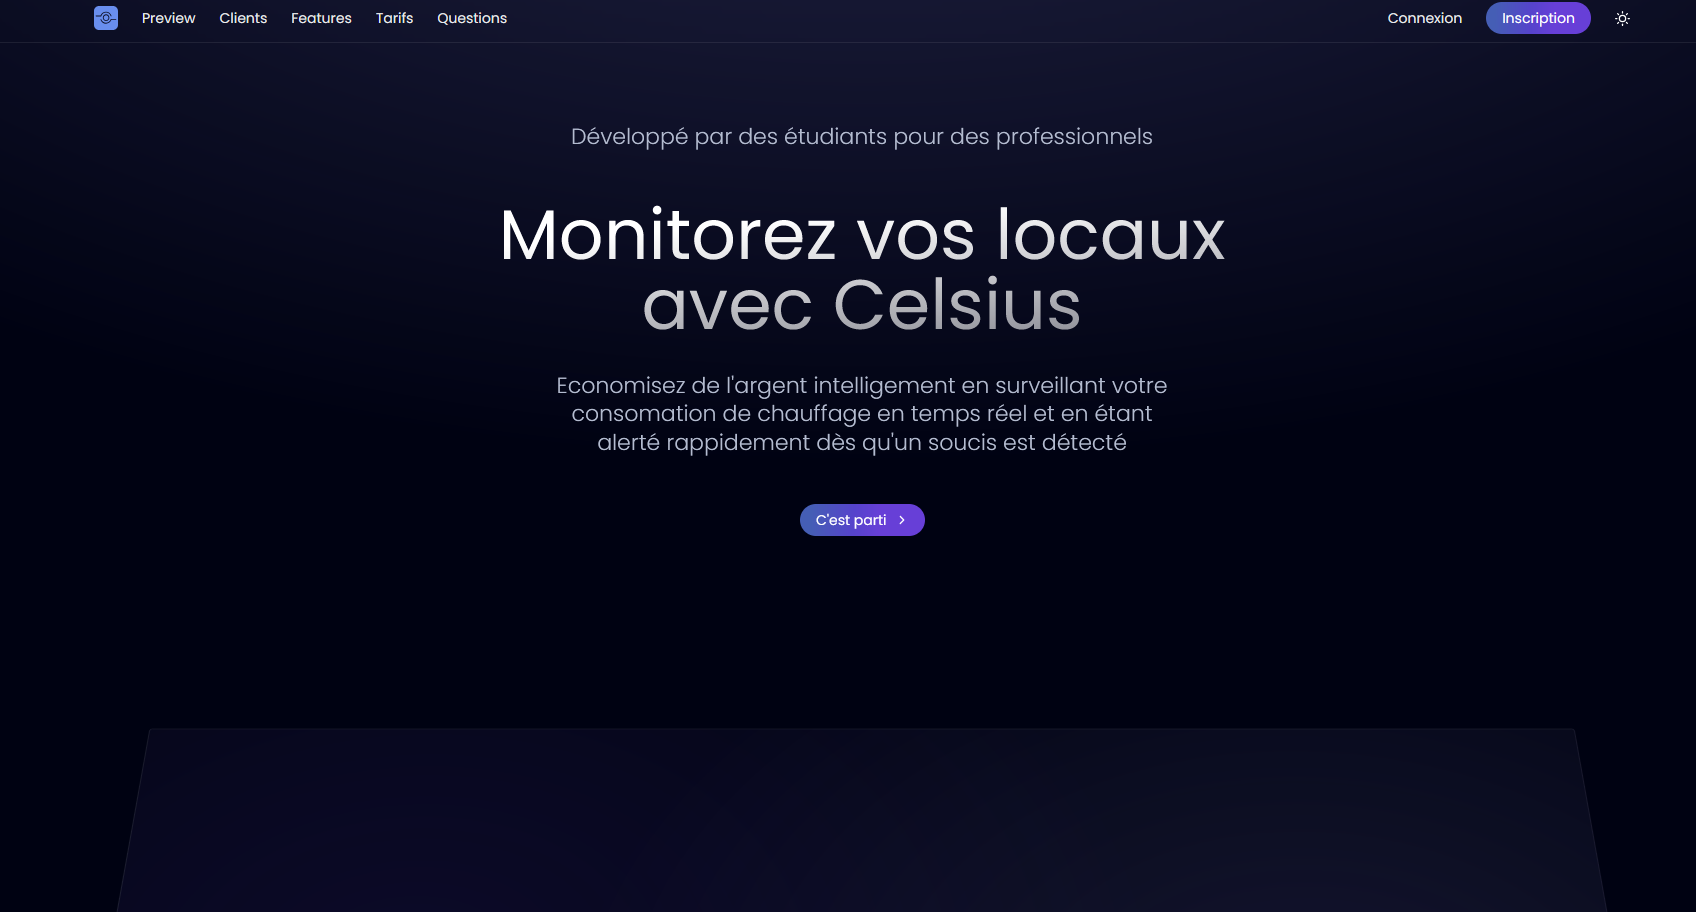 Preview Clients Features Tarifs Questions Connexion Inscription
Développé par des étudiants pour des professionnels
Monitorez vos locaux
avec Celsius
Economisez de l'argent intelligement en surveillant votre
consomation de chauffage en temps réel et en étant
alerté rappidement dès qu'un soucis est détecté
C'est parti